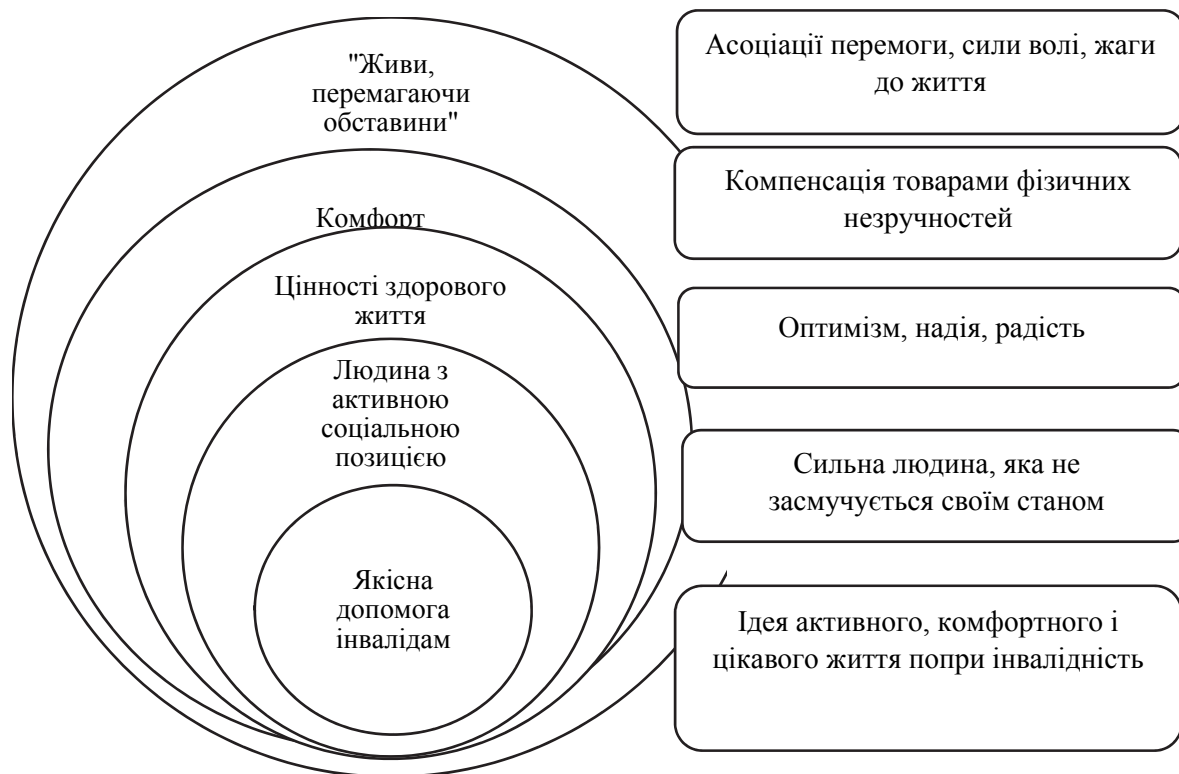 "Живи,
перемагаючи
обставини"
Комфорт
Цінності здорового
життя
Людина з
активною
соціальною
позицією
Якісна
допомога
інвалідам
Асоціації перемоги, сили волі, жаги
до життя
Компенсація товарами фізичних
незручностей
Оптимізм, надія, радість
Сильна людина, яка не
засмучується своїм станом
Ідея активного, комфортного і
цікавого життя попри інвалідність